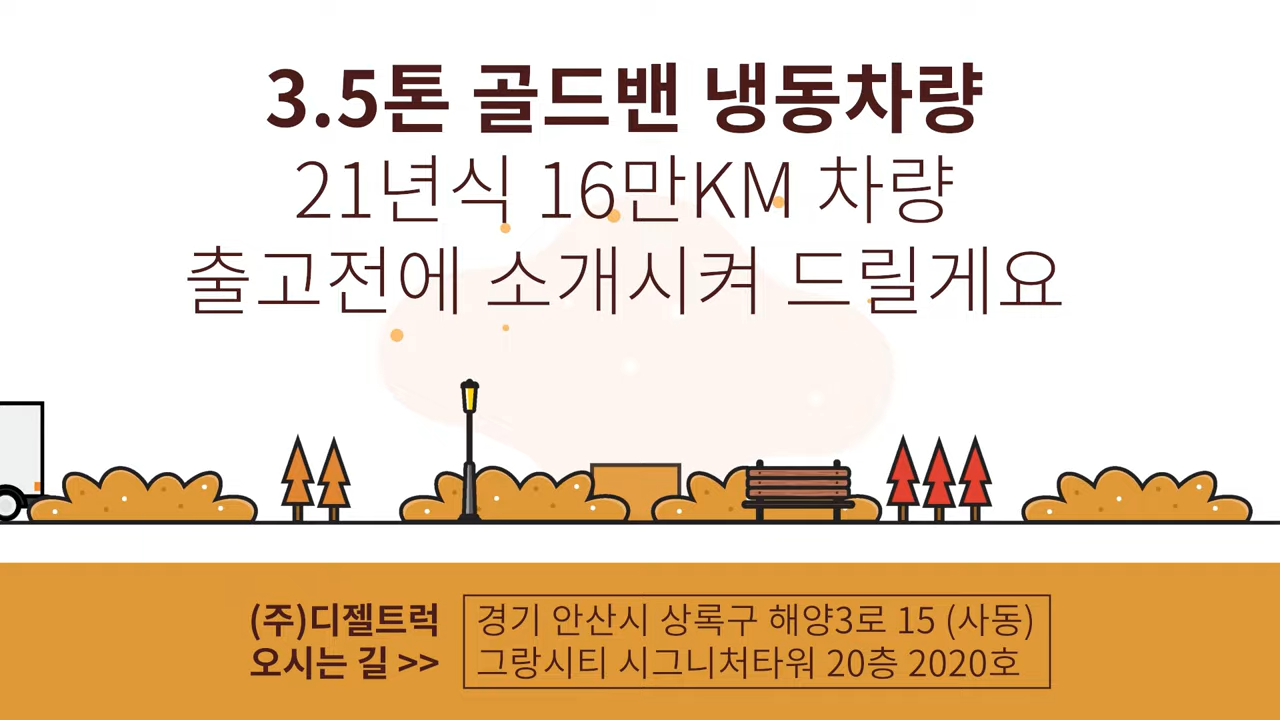 3.5톤 골드밴 냉동차량
21년식 16만KM 차량
출고전에 소개시켜 드릴게요
(주)디젤트럭
오시는 길 >>
경기 안산시 상록구 해양3로 15 (사동)
그랑시티 시그니처타워 20층 2020호